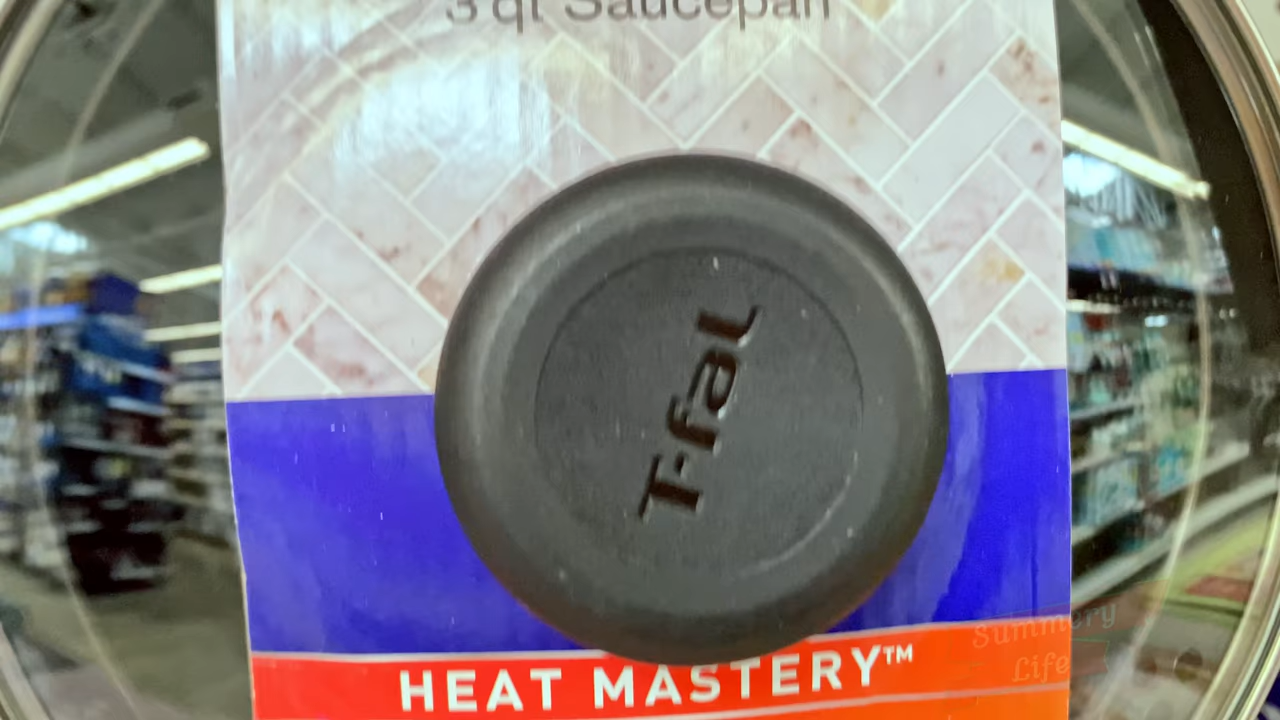 3 qt Saucepan
T-fal
HEAT MASTERY™
Summery
Life